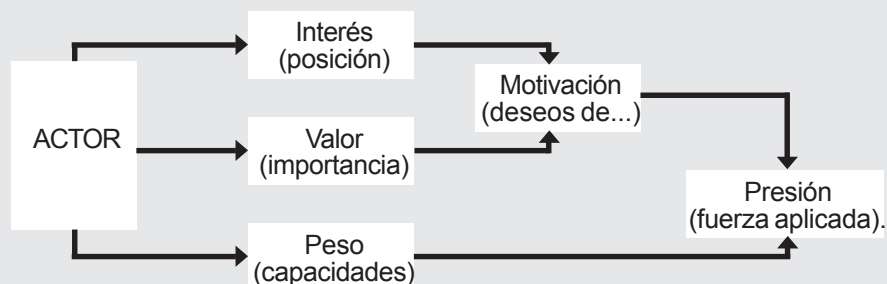 Interés
(posición)
Motivación
(deseos de...)
ACTOR
Valor
(importancia)
Presión
(fuerza aplicada).
Peso
(capacidades)